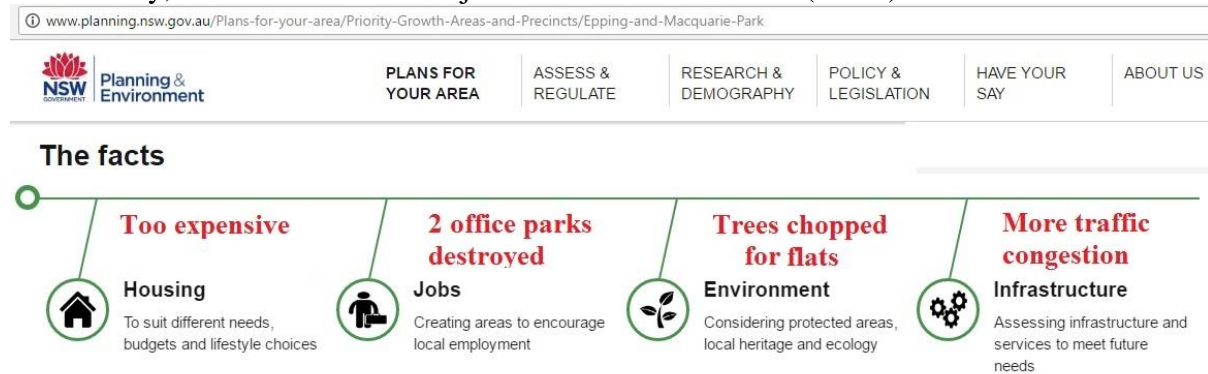 www.planning.nsw.gov.au/Plans-for-your-area/Priority-Growth-Areas-and-Precincts/Epping-and-Macquarie-Park
NSW
GOVERNMENT
Planning &
Environment
PLANS FOR
YOUR AREA
ASSESS &
REGULATE
RESEARCH &
DEMOGRAPHY
POLICY &
LEGISLATION
HAVE YOUR
SAY
ABOUT US
The facts
Too expensive
Housing
To suit different needs,
budgets and lifestyle choices
2 office parks
destroyed
Jobs
Creating areas to encourage
local employment
Trees chopped
for flats
Environment
Considering protected areas,
local heritage and ecology
More traffic
congestion
Infrastructure
Assessing infrastructure and
services to meet future
needs